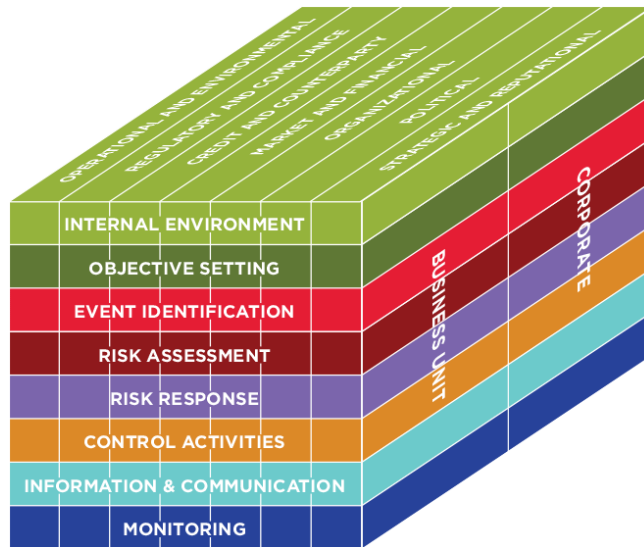 OPERATIONAL AND ENVIRONMENTAL
REGULATORY AND COMPLIANCE
CREDIT AND COUNTERPARTY
MARKET AND FINANCIAL
ORGANIZATIONAL
POLITICAL
STRATEGIC AND REPUTATIONAL
INTERNAL ENVIRONMENT
OBJECTIVE SETTING
EVENT IDENTIFICATION
RISK ASSESSMENT
RISK RESPONSE
CONTROL ACTIVITIES
INFORMATION & COMMUNICATION
MONITORING
BUSINESS UNIT
CORPORATE